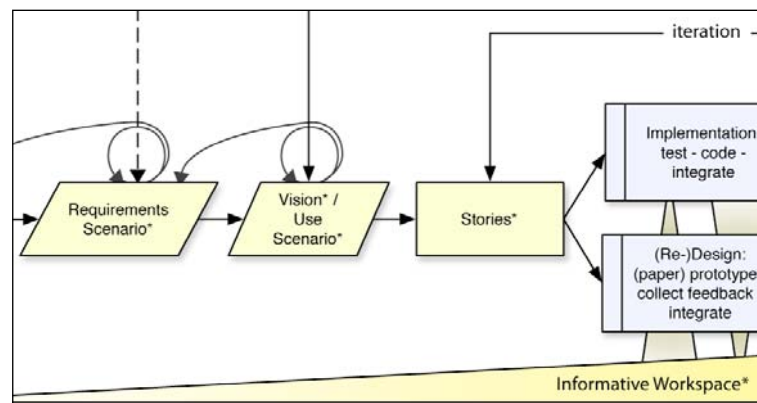 iteration
Requirements
Scenario*
Vision* /
Use
Scenario*
Stories*
Implementation
test - code -
integrate
(Re-)Design:
(paper) prototype
collect feedback
integrate
Informative Workspace*